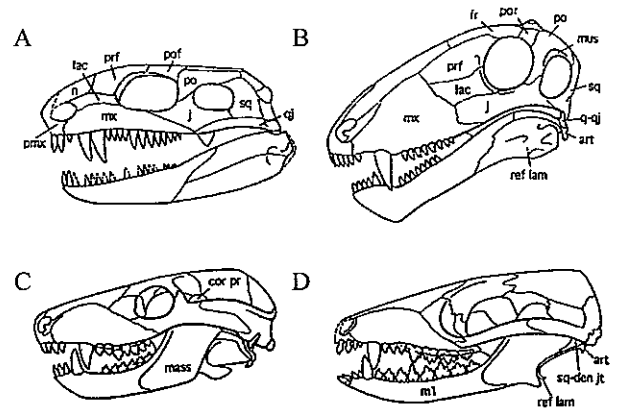 A
prf
pof
lac
n
po
mx
j
sq
qj
pmx
B
fr
par
po
mus
prf
lac
j
sq
mx
q-qj
art
ref lam
C
cor pr
mass
D
m1
art
sq-den jt
ref lam